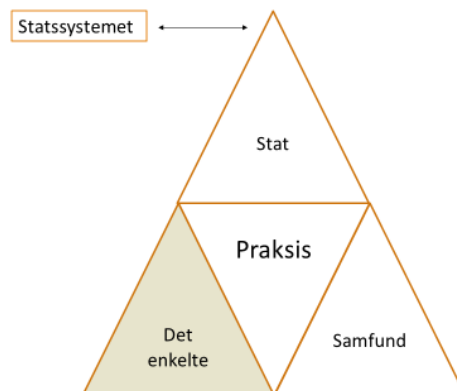 Statssystemet
Stat
Praksis
Det
enkelte
Samfund